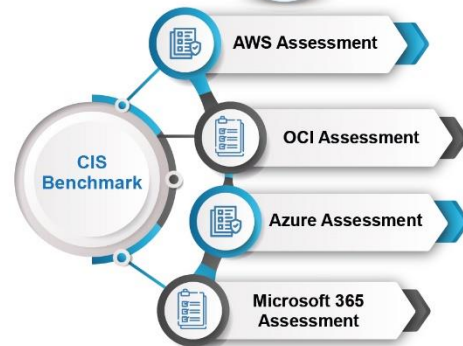 AWS Assessment
OCI Assessment
CIS
Benchmark
Azure Assessment
Microsoft 365
Assessment